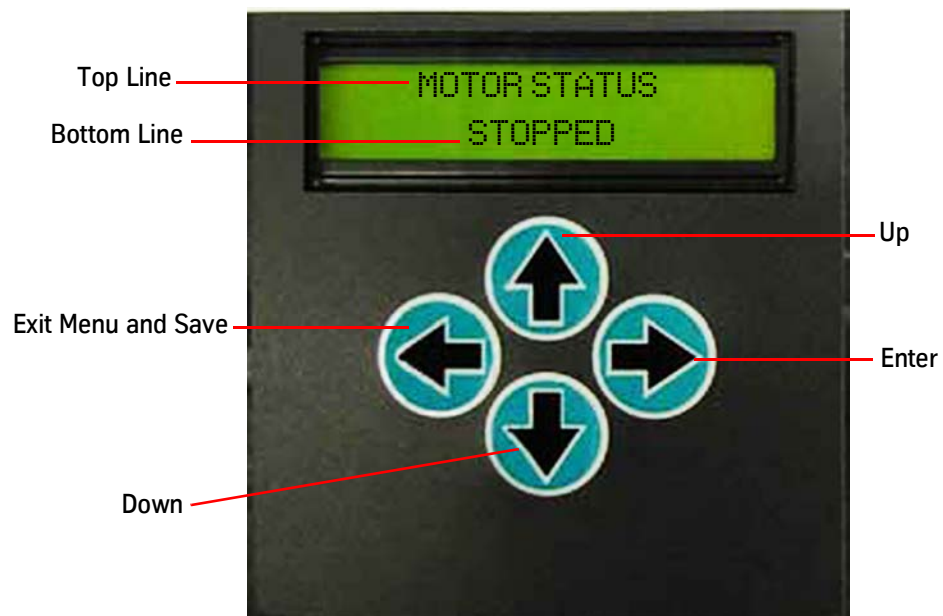 Top Line
MOTOR STATUS
Bottom Line
STOPPED
Up
Exit Menu and Save
Enter
Down